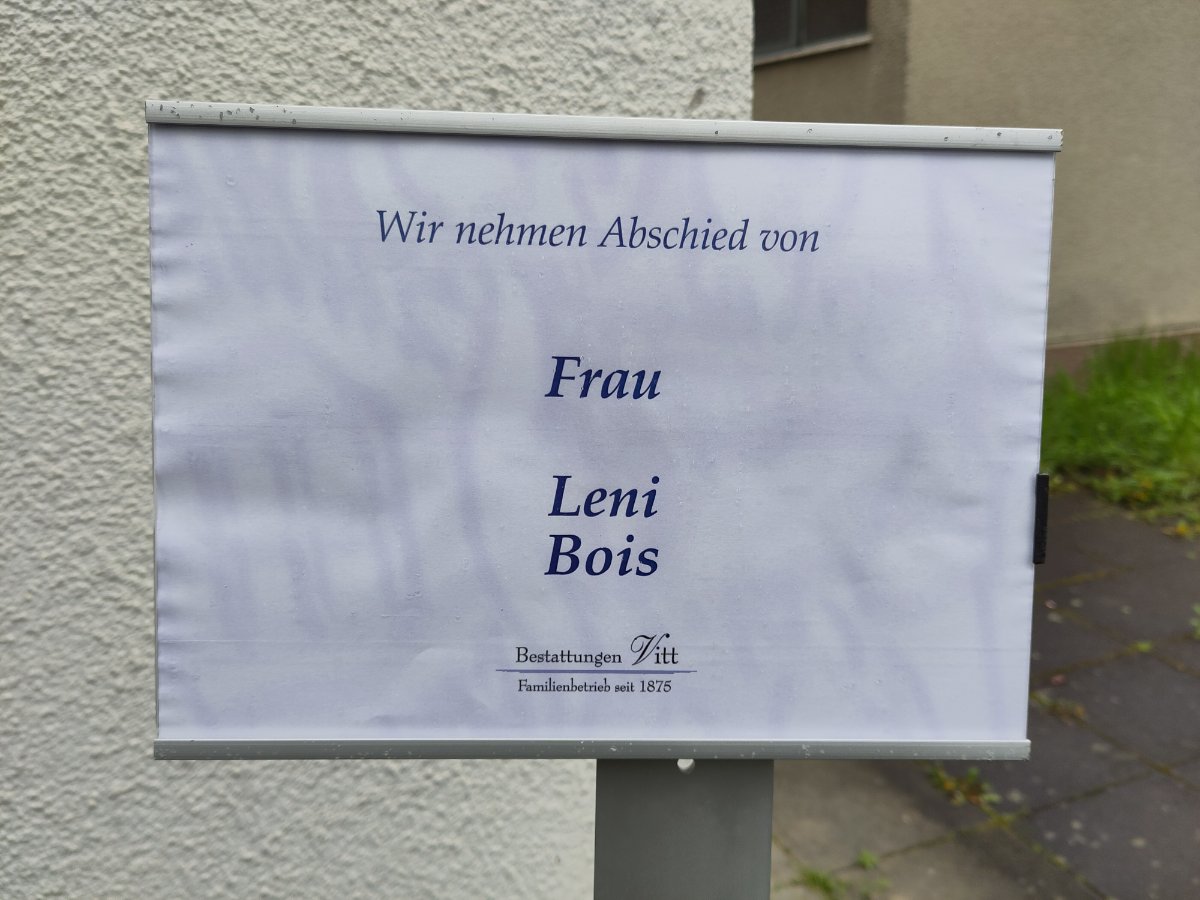 Wir nehmen Abschied von
Frau
Leni
Bois
Bestattungen Vitt
Familienbetrieb seit 1875